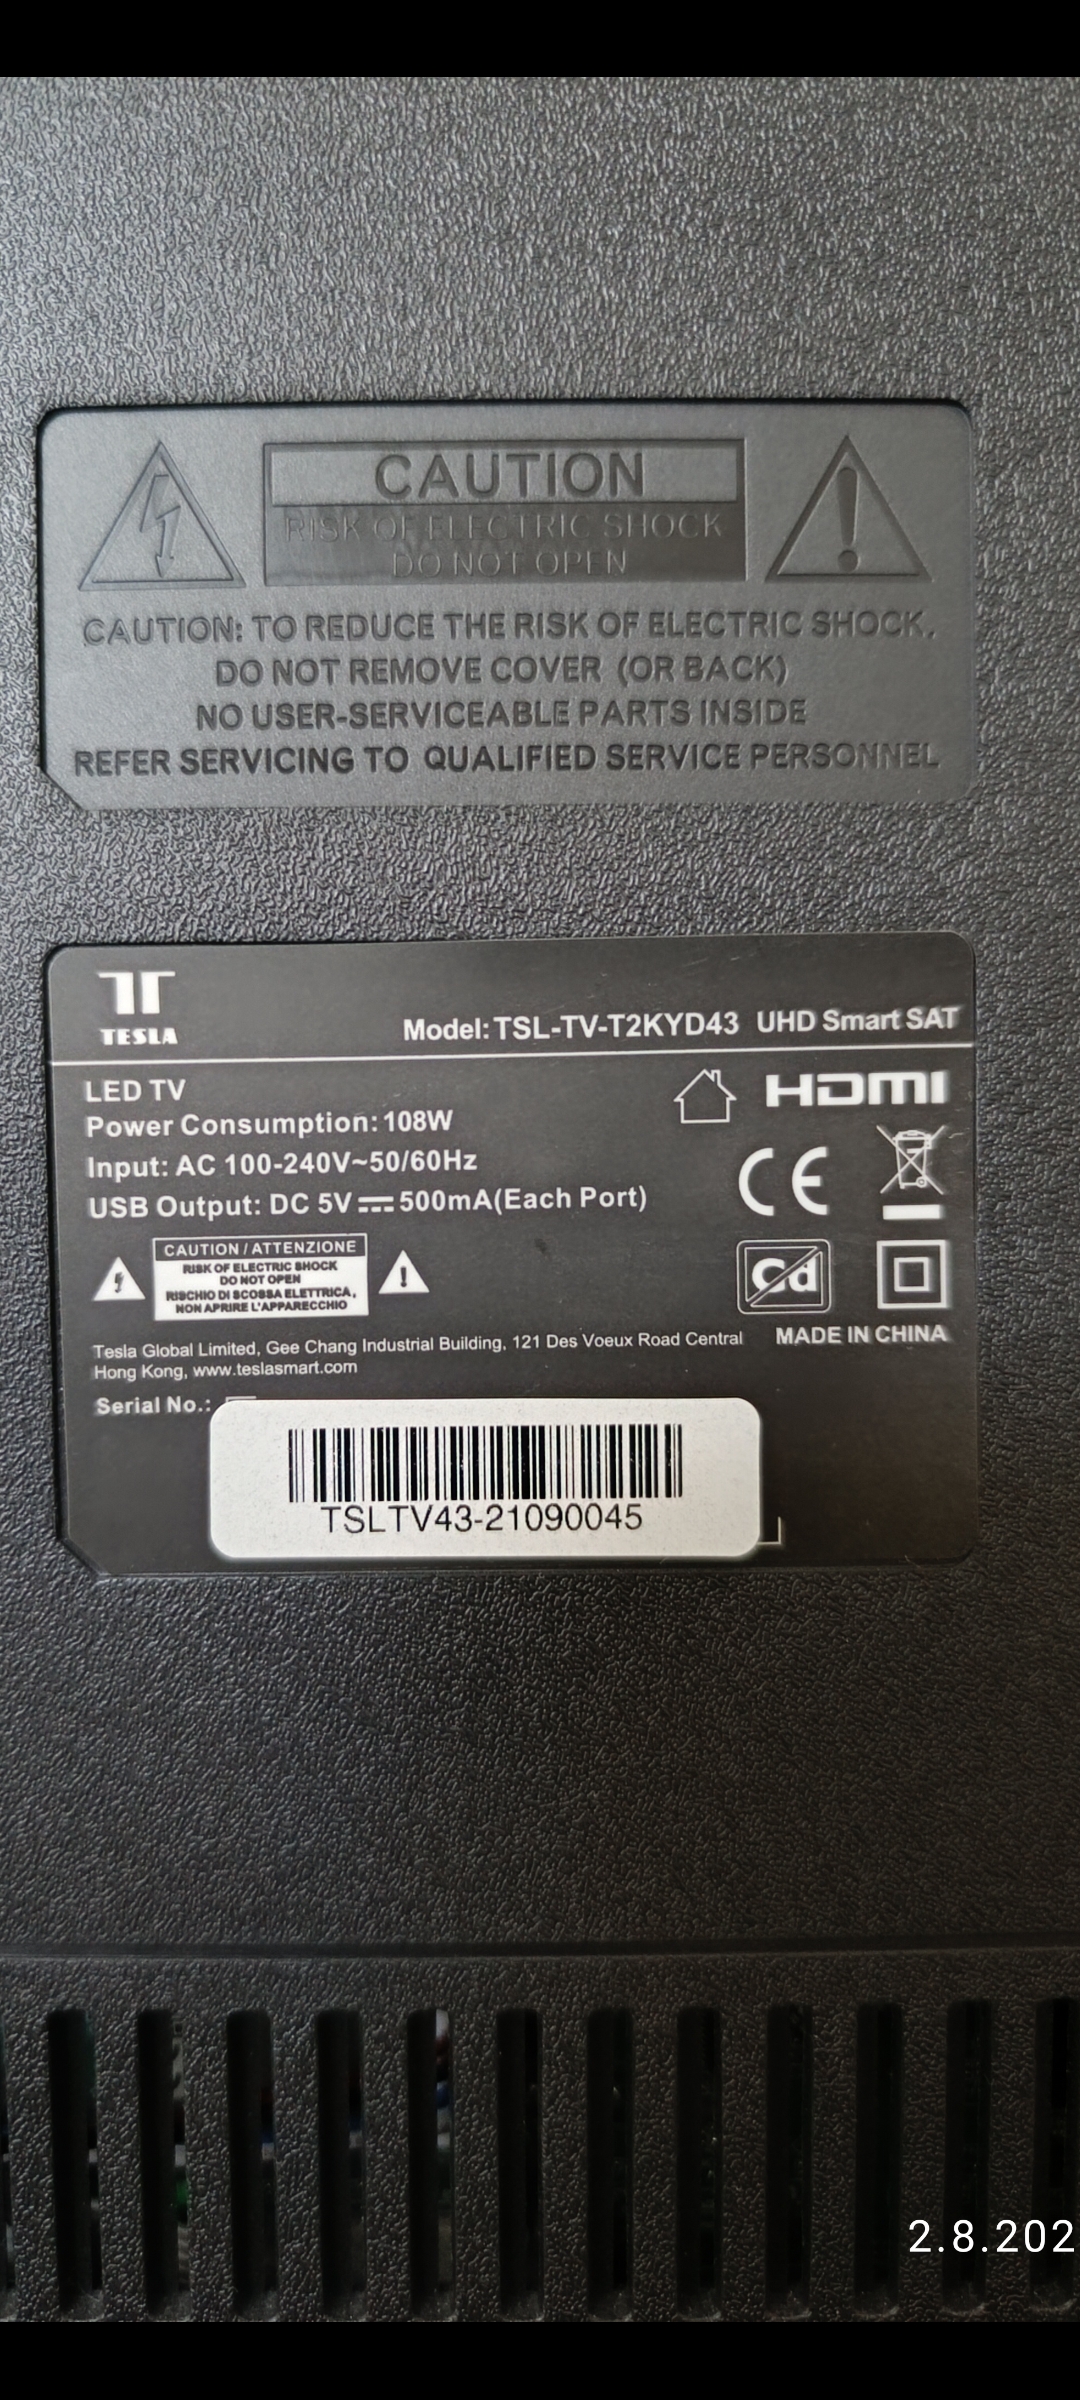 CAUTION
RISK OF ELECTRIC SHOCK
DO NOT OPEN
CAUTION: TO REDUCE THE RISK OF ELECTRIC SHOCK,
DO NOT REMOVE COVER (OR BACK)
NO USER-SERVICEABLE PARTS INSIDE
REFER SERVICING TO QUALIFIED SERVICE PERSONNEL
TESLA
Model: TSL-TV-T2KYD43 UHD Smart SAT
LED TV
Power Consumption: 108W
Input: AC 100-240V~50/60Hz
USB Output: DC 5V ⎓ 500mA(Each Port)
HDMI
CE
CAUTION / ATTENZIONE
RISK OF ELECTRIC SHOCK
DO NOT OPEN
RISCHIO DI SCOSSA ELETTRICA,
NON APRIRE L'APPARECCHIO
Cd
MADE IN CHINA
Tesla Global Limited, Gee Chang Industrial Building, 121 Des Voeux Road Central
Hong Kong, www.teslasmart.com
Serial No.:
TSLTV43-21090045
2.8.202